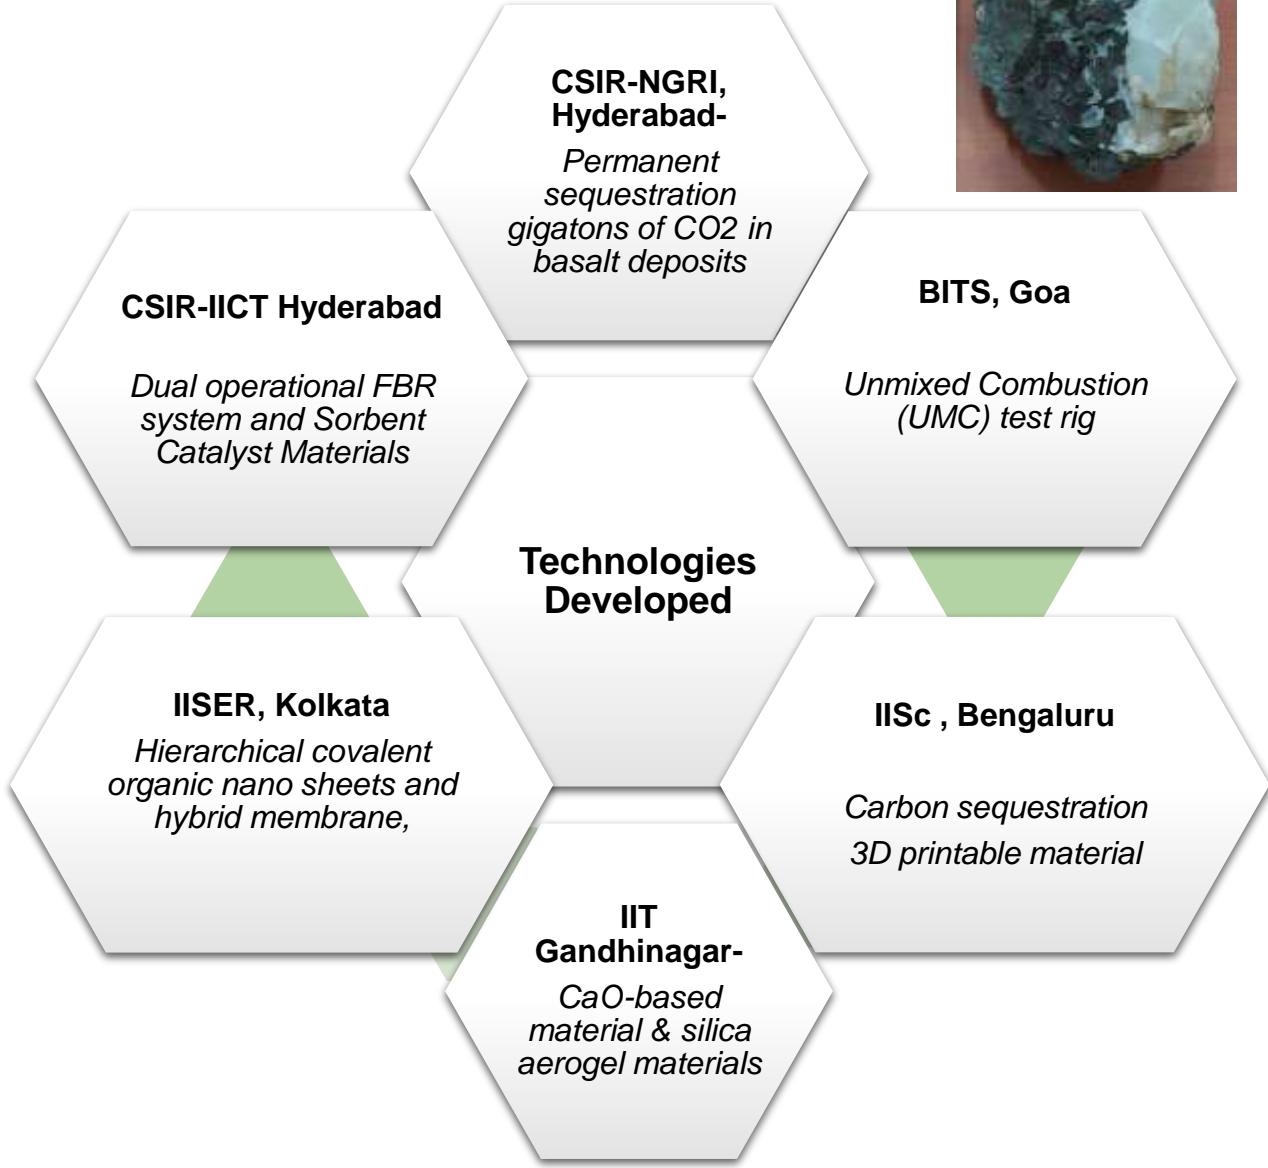 CSIR-NGRI,
Hyderabad-
Permanent
sequestration
gigatons of CO2 in
basalt deposits
CSIR-IICT Hyderabad
Dual operational FBR
system and Sorbent
Catalyst Materials
BITS, Goa
Unmixed Combustion
(UMC) test rig
Technologies
Developed
IISER, Kolkata
Hierarchical covalent
organic nano sheets and
hybrid membrane,
IISc , Bengaluru
Carbon sequestration
3D printable material
IIT
Gandhinagar-
CaO-based
material & silica
aerogel materials